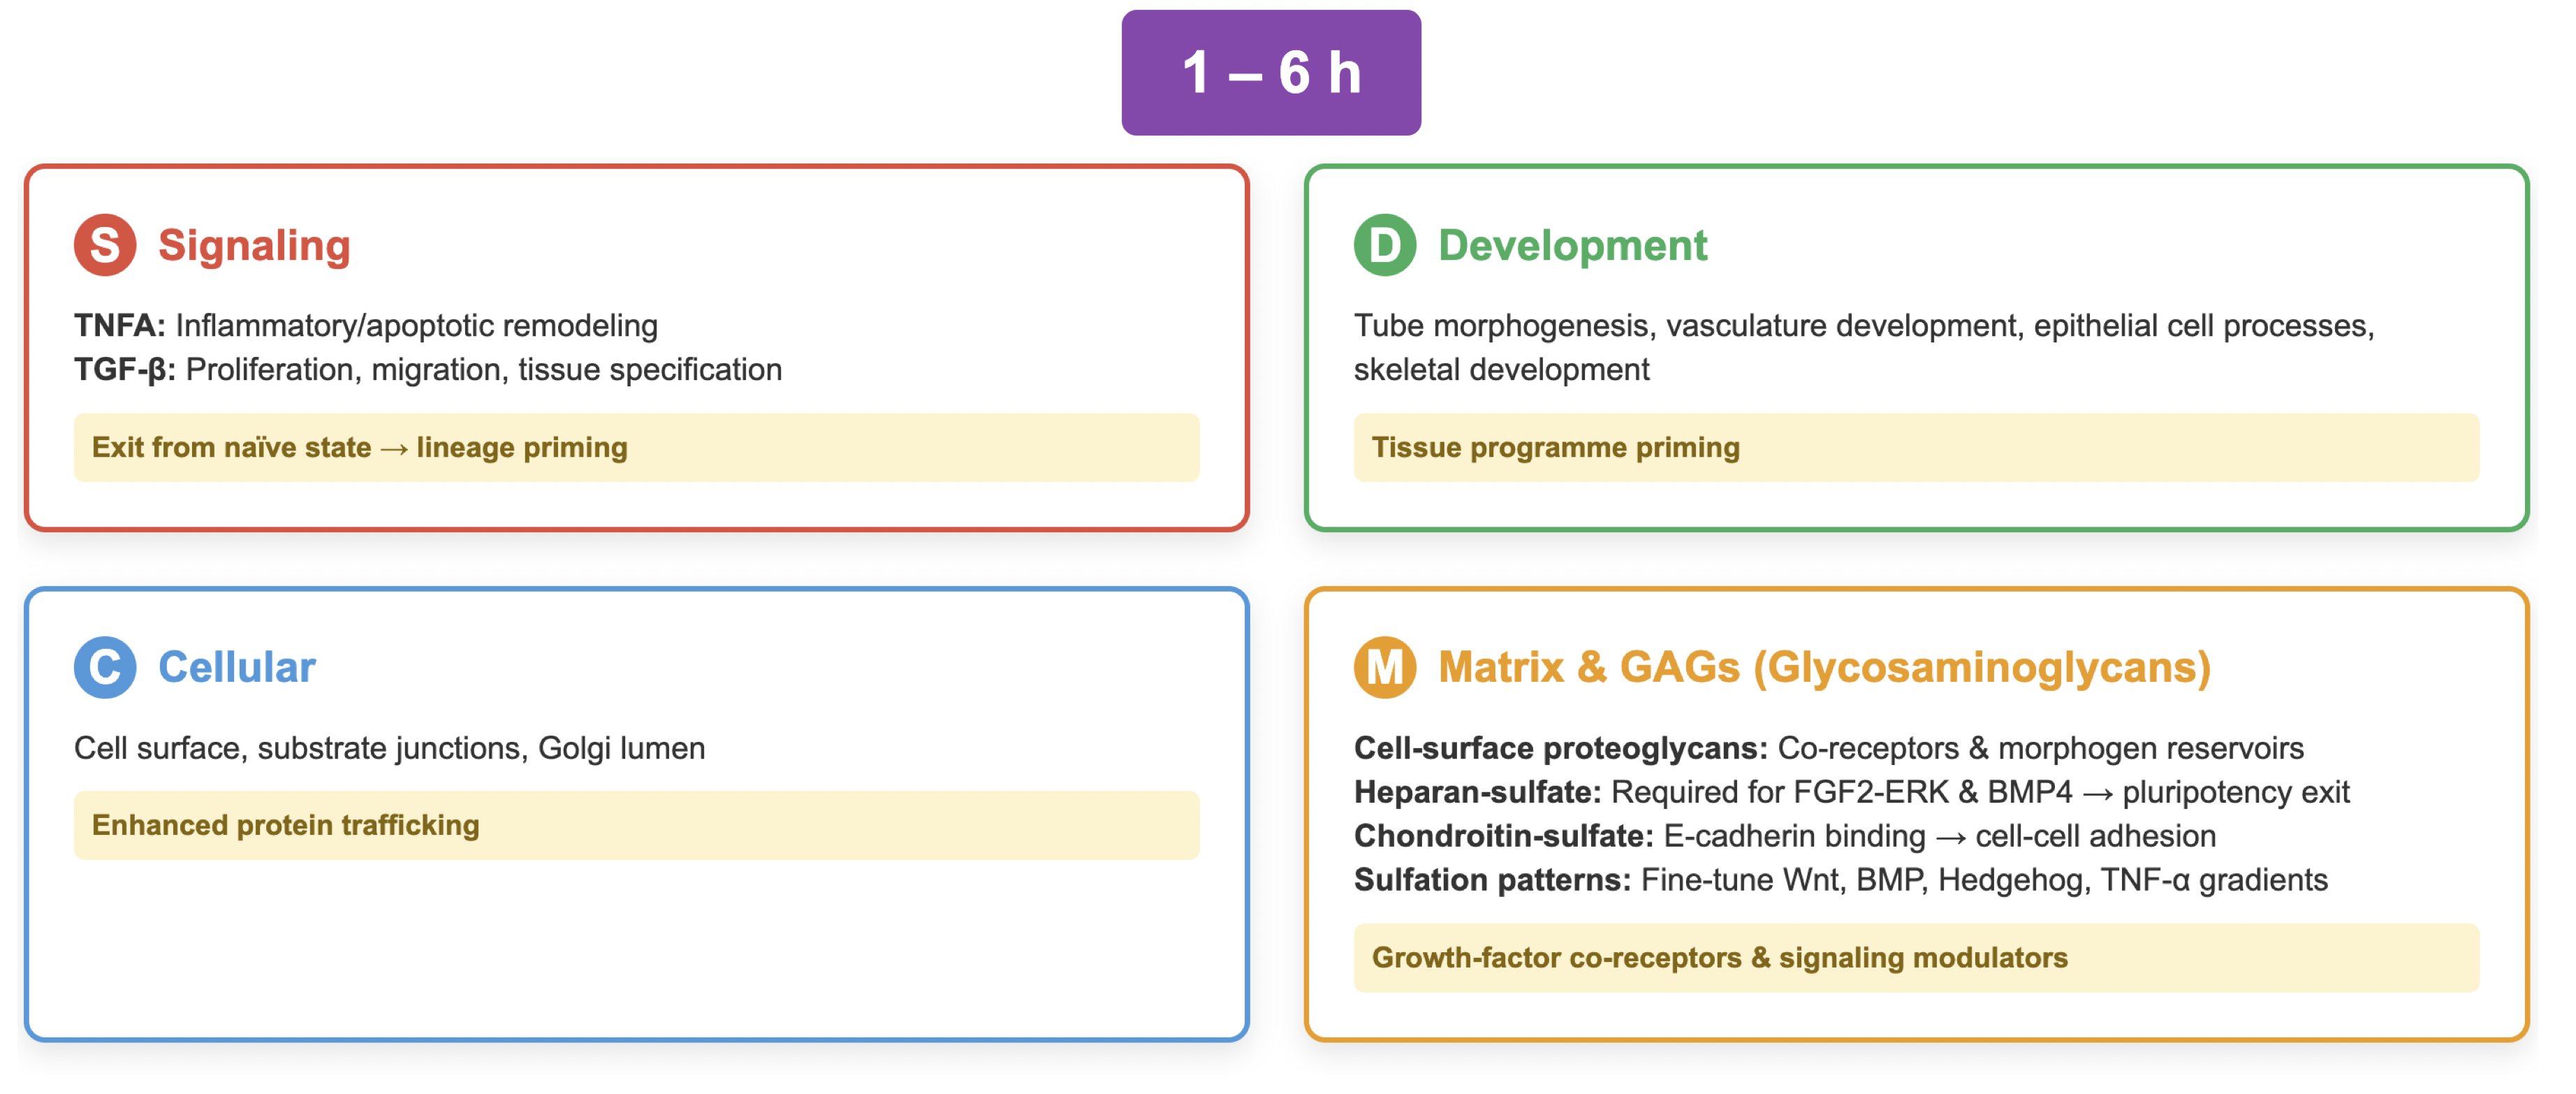 1 – 6 h
S Signaling
TNFA: Inflammatory/apoptotic remodeling
TGF-β: Proliferation, migration, tissue specification
Exit from naïve state → lineage priming
D Development
Tube morphogenesis, vasculature development, epithelial cell processes,
skeletal development
Tissue programme priming
C Cellular
Cell surface, substrate junctions, Golgi lumen
Enhanced protein trafficking
M Matrix & GAGs (Glycosaminoglycans)
Cell-surface proteoglycans: Co-receptors & morphogen reservoirs
Heparan-sulfate: Required for FGF2-ERK & BMP4 → pluripotency exit
Chondroitin-sulfate: E-cadherin binding → cell-cell adhesion
Sulfation patterns: Fine-tune Wnt, BMP, Hedgehog, TNF-α gradients
Growth-factor co-receptors & signaling modulators